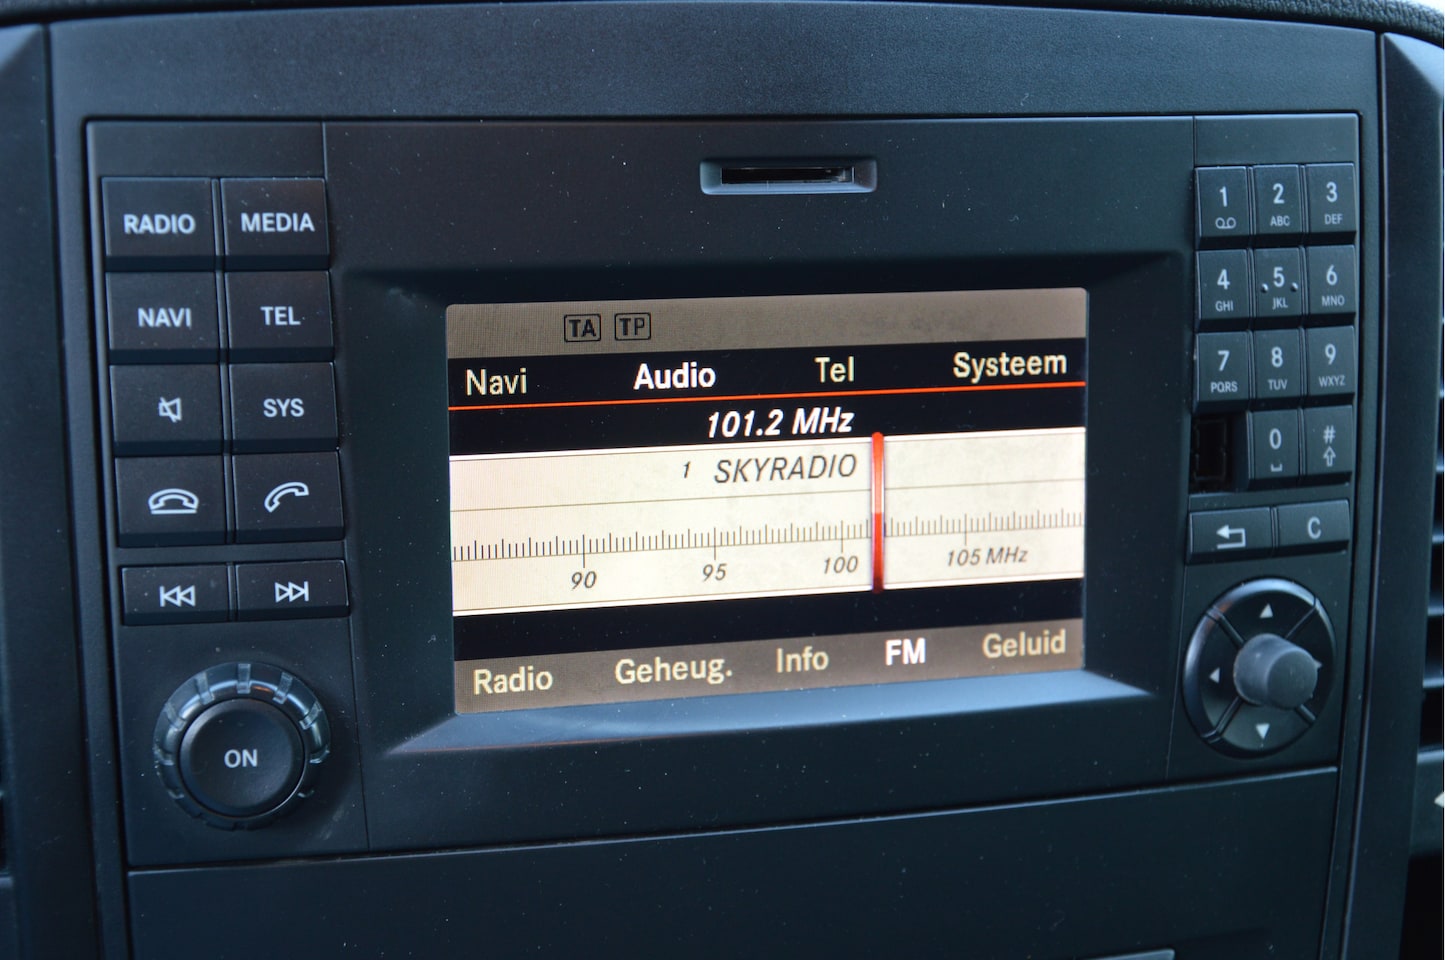 RADIO MEDIA
NAVI TEL
SYS
ON
TA TP
Navi Audio Tel Systeem
101.2 MHz
1 SKYRADIO
90 95 100 105 MHz
Radio Geheug. Info FM Geluid
1 2 3
ABC DEF
4 5 6
GHI JKL MNO
7 8 9
PQRS TUV WXYZ
0 #
C